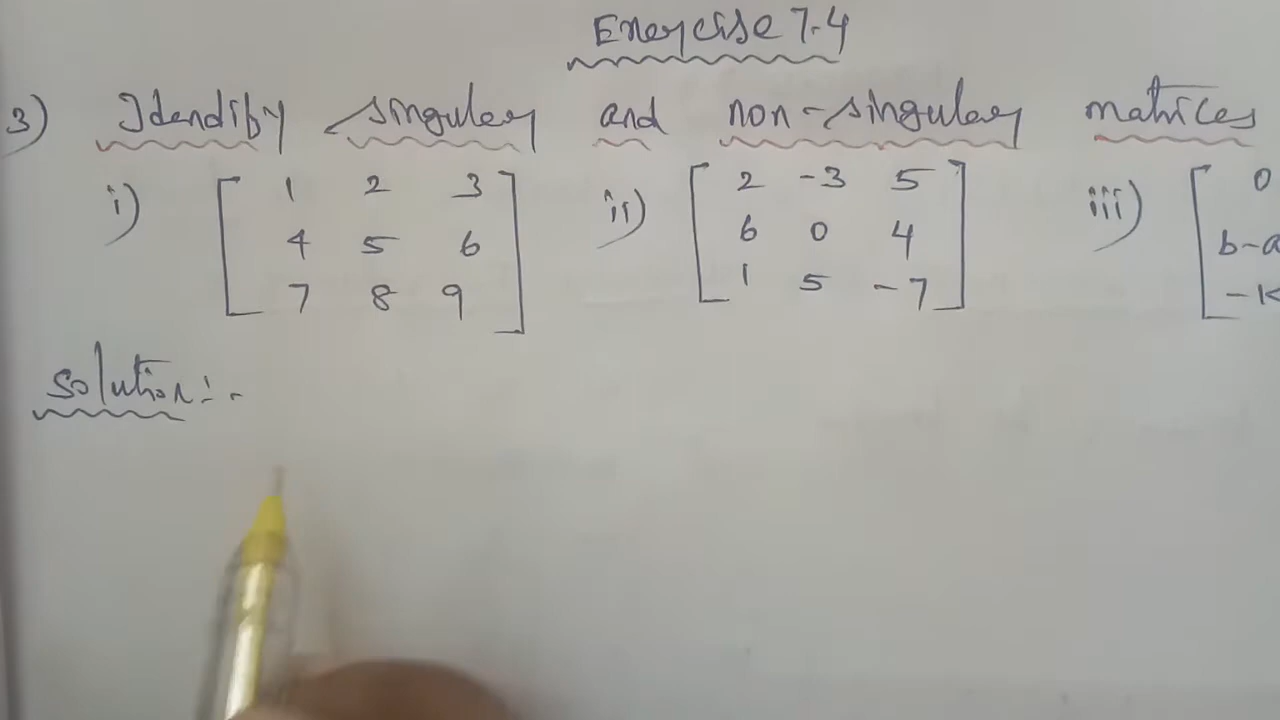 Exercise 7.4
3) Idendify singular and non-singular matrices
i) [ 1 2 3 ii) [ 2 -3 5 iii) [ 0
4 5 6 6 0 4 b-a
7 8 9 ] 1 5 -7 ] -k
Solution:-